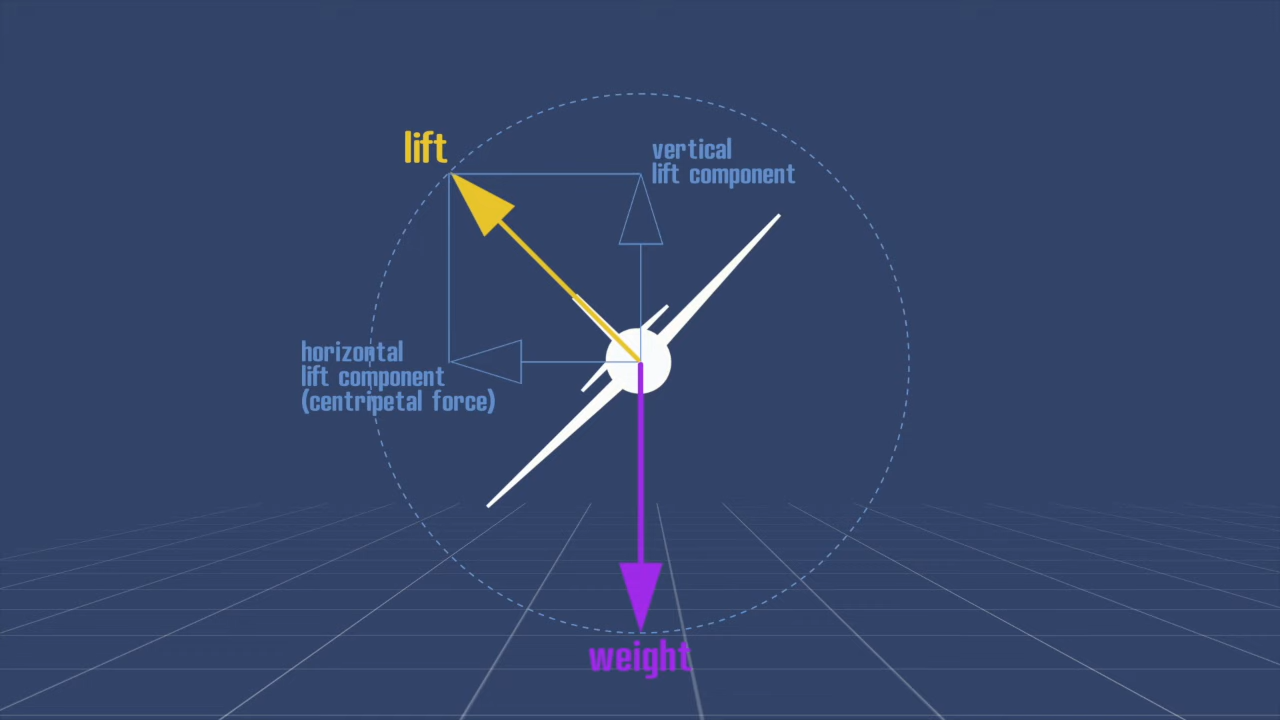 lift
vertical
lift component
horizontal
lift component
(centripetal force)
weight